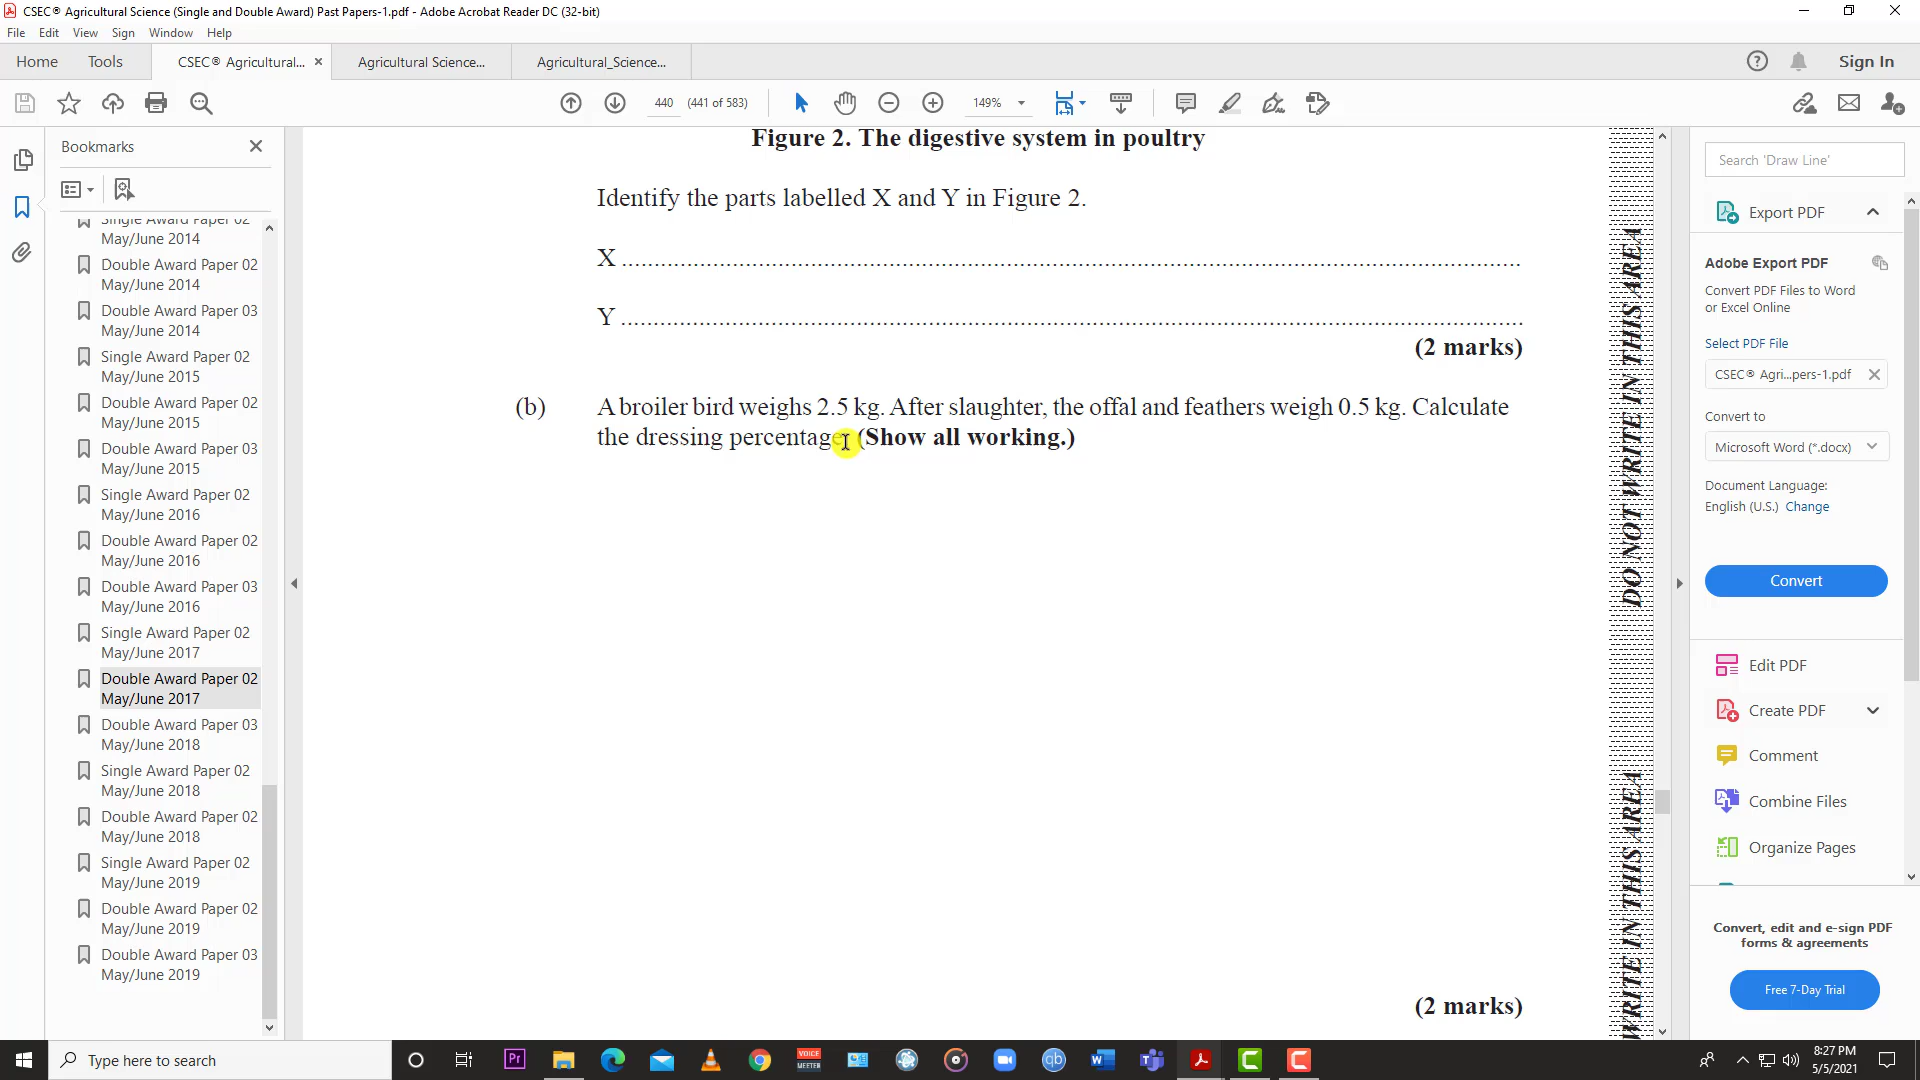 CSEC® Agricultural Science (Single and Double Award) Past Papers-1.pdf - Adobe Acrobat Reader DC (32-bit)
File Edit View Sign Window Help
Home Tools CSEC® Agricultural... × Agricultural Science... Agricultural_Science... Sign In
440 (441 of 583) 149%
Bookmarks
Single Award Paper 02
May/June 2014
Double Award Paper 02
May/June 2014
Double Award Paper 03
May/June 2014
Single Award Paper 02
May/June 2015
Double Award Paper 02
May/June 2015
Double Award Paper 03
May/June 2015
Single Award Paper 02
May/June 2016
Double Award Paper 02
May/June 2016
Double Award Paper 03
May/June 2016
Single Award Paper 02
May/June 2017
Double Award Paper 02
May/June 2017
Double Award Paper 03
May/June 2018
Single Award Paper 02
May/June 2018
Double Award Paper 02
May/June 2018
Single Award Paper 02
May/June 2019
Double Award Paper 02
May/June 2019
Double Award Paper 03
May/June 2019
Figure 2. The digestive system in poultry
Identify the parts labelled X and Y in Figure 2.
X ....................................................................................................
Y ....................................................................................................
(2 marks)
(b) A broiler bird weighs 2.5 kg. After slaughter, the offal and feathers weigh 0.5 kg. Calculate
the dressing percentage. (Show all working.)
(2 marks)
DO NOT WRITE IN THIS AREA
WRITE IN THIS AREA
Search 'Draw Line'
Export PDF
Adobe Export PDF
Convert PDF Files to Word
or Excel Online
Select PDF File
CSEC® Agri...pers-1.pdf
Convert to
Microsoft Word (*.docx)
Document Language:
English (U.S.) Change
Convert
Edit PDF
Create PDF
Comment
Combine Files
Organize Pages
Convert, edit and e-sign PDF
forms & agreements
Free 7-Day Trial
Type here to search
Pr
VOICE
MEETER
qb
8:27 PM
5/5/2021